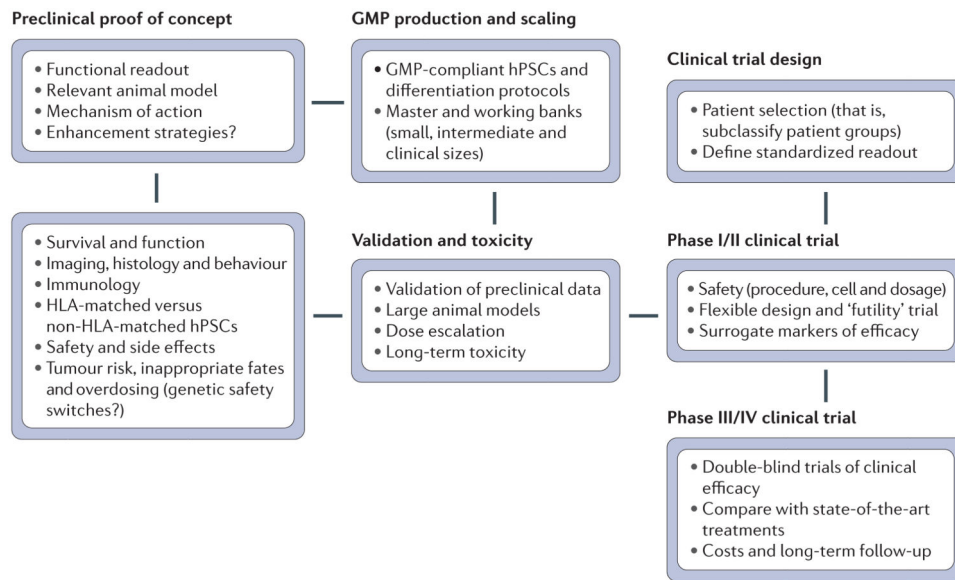 Preclinical proof of concept
• Functional readout
• Relevant animal model
• Mechanism of action
• Enhancement strategies?
• Survival and function
• Imaging, histology and behaviour
• Immunology
• HLA-matched versus
non-HLA-matched hPSCs
• Safety and side effects
• Tumour risk, inappropriate fates
and overdosing (genetic safety
switches?)
GMP production and scaling
• GMP-compliant hPSCs and
differentiation protocols
• Master and working banks
(small, intermediate and
clinical sizes)
Validation and toxicity
• Validation of preclinical data
• Large animal models
• Dose escalation
• Long-term toxicity
Clinical trial design
• Patient selection (that is,
subclassify patient groups)
• Define standardized readout
Phase I/II clinical trial
• Safety (procedure, cell and dosage)
• Flexible design and ‘futility’ trial
• Surrogate markers of efficacy
Phase III/IV clinical trial
• Double-blind trials of clinical
efficacy
• Compare with state-of-the-art
treatments
• Costs and long-term follow-up